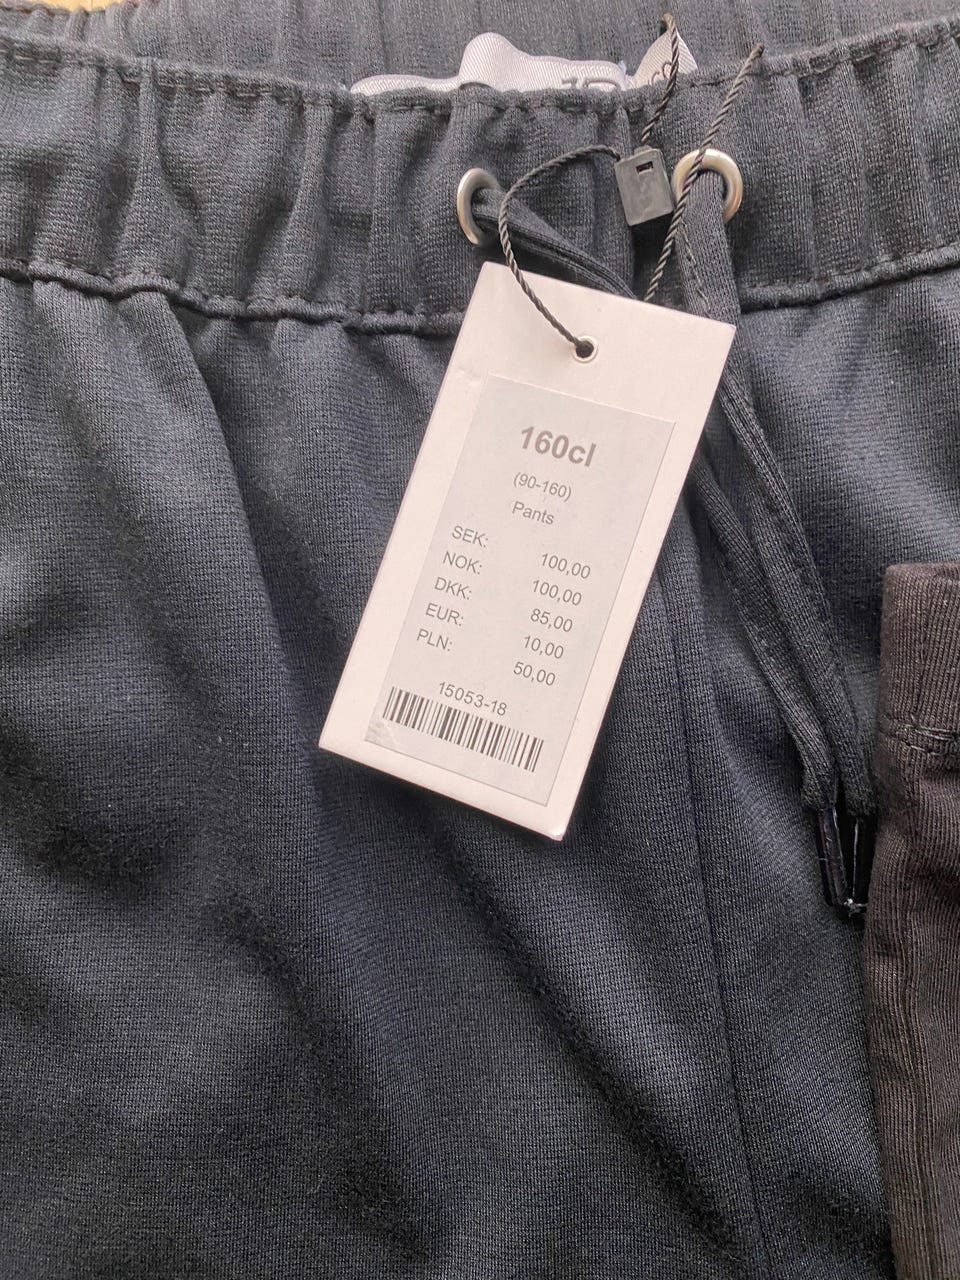 160cl
(90-160)
Pants
SEK: 100,00
NOK: 100,00
DKK: 85,00
EUR: 10,00
PLN: 50,00
15053-18